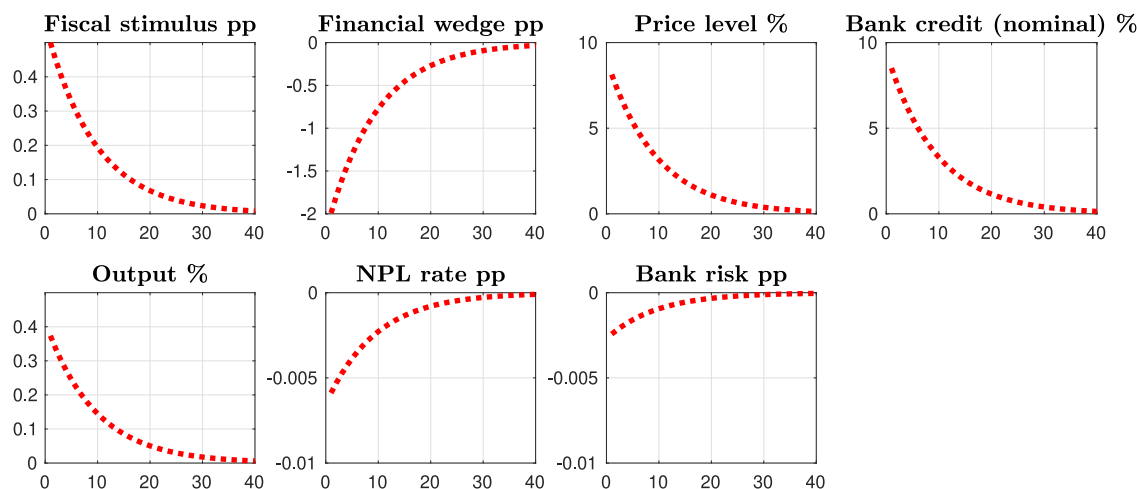 Fiscal stimulus pp
0.4
0.3
0.2
0.1
0
0 10 20 30 40
Financial wedge pp
0
-0.5
-1
-1.5
-2
0 10 20 30 40
Price level %
10
5
0
0 10 20 30 40
Bank credit (nominal) %
10
5
0
0 10 20 30 40
Output %
0.4
0.3
0.2
0.1
0
0 10 20 30 40
NPL rate pp
0
-0.005
-0.01
0 10 20 30 40
Bank risk pp
0
-0.005
-0.01
0 10 20 30 40